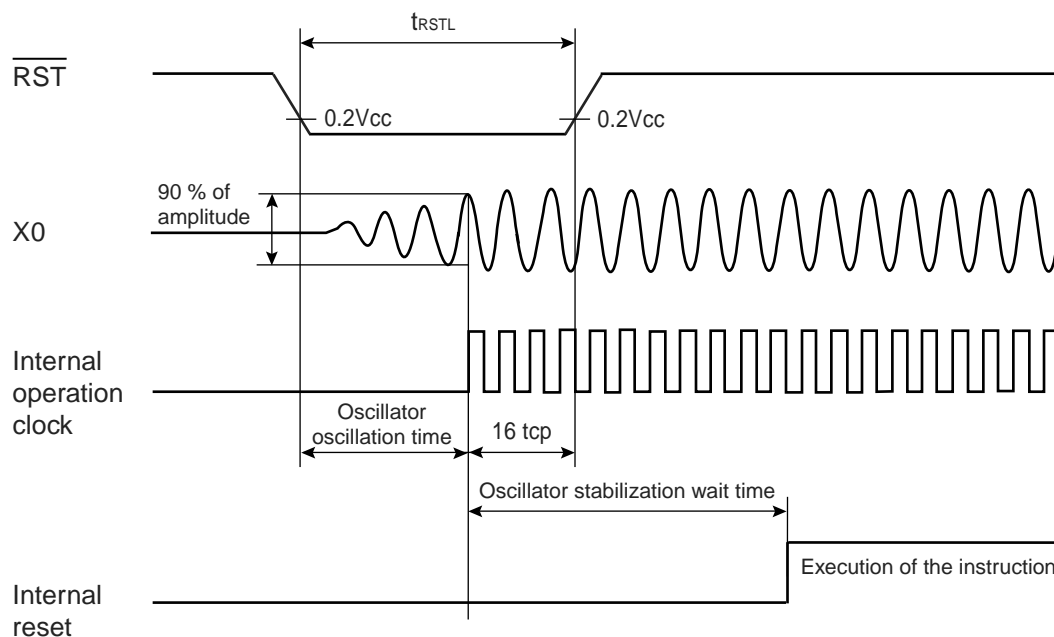 tRSTL
RST
0.2Vcc
0.2Vcc
90 % of
amplitude
X0
Internal
operation
clock
Oscillator
oscillation time
16 tcp
Oscillator stabilization wait time
Execution of the instruction
Internal
reset